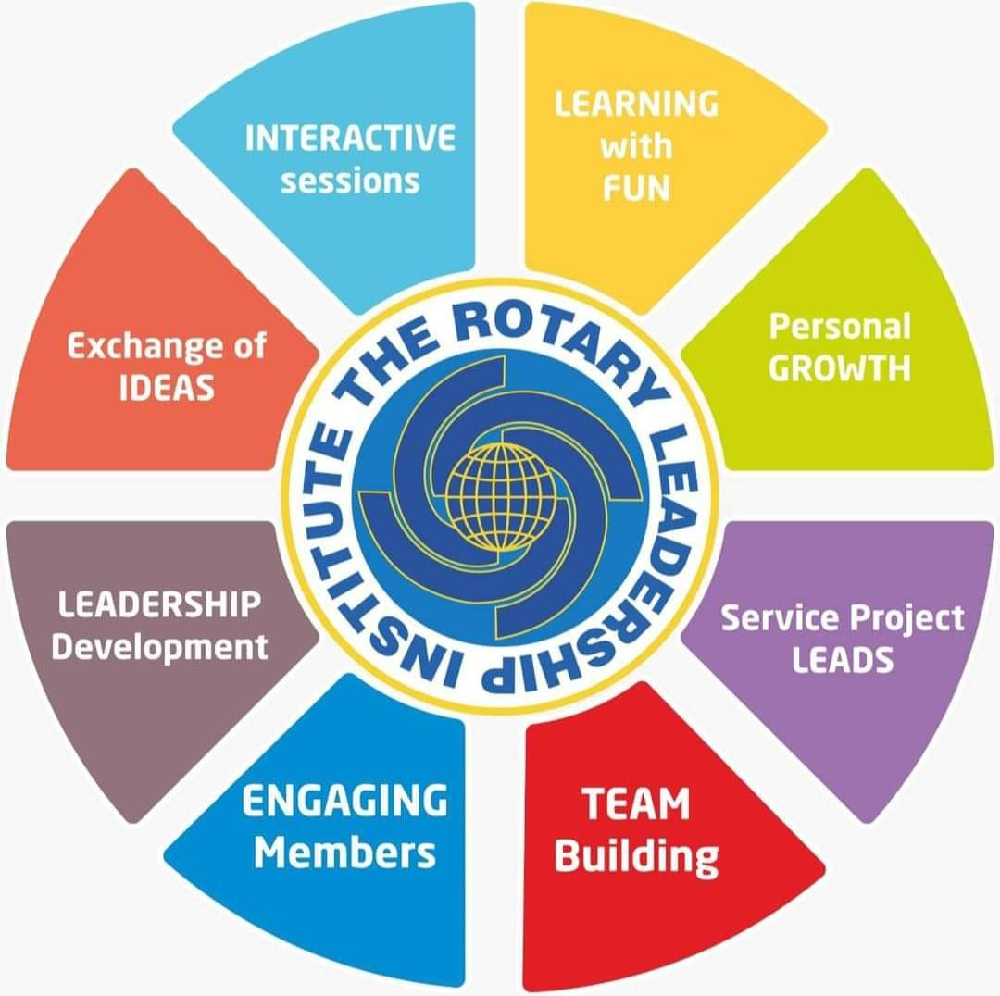 INTERACTIVE
sessions
LEARNING
with
FUN
Personal
GROWTH
Service Project
LEADS
TEAM
Building
ENGAGING
Members
LEADERSHIP
Development
Exchange of
IDEAS
THE ROTARY LEADERSHIP INSTITUTE